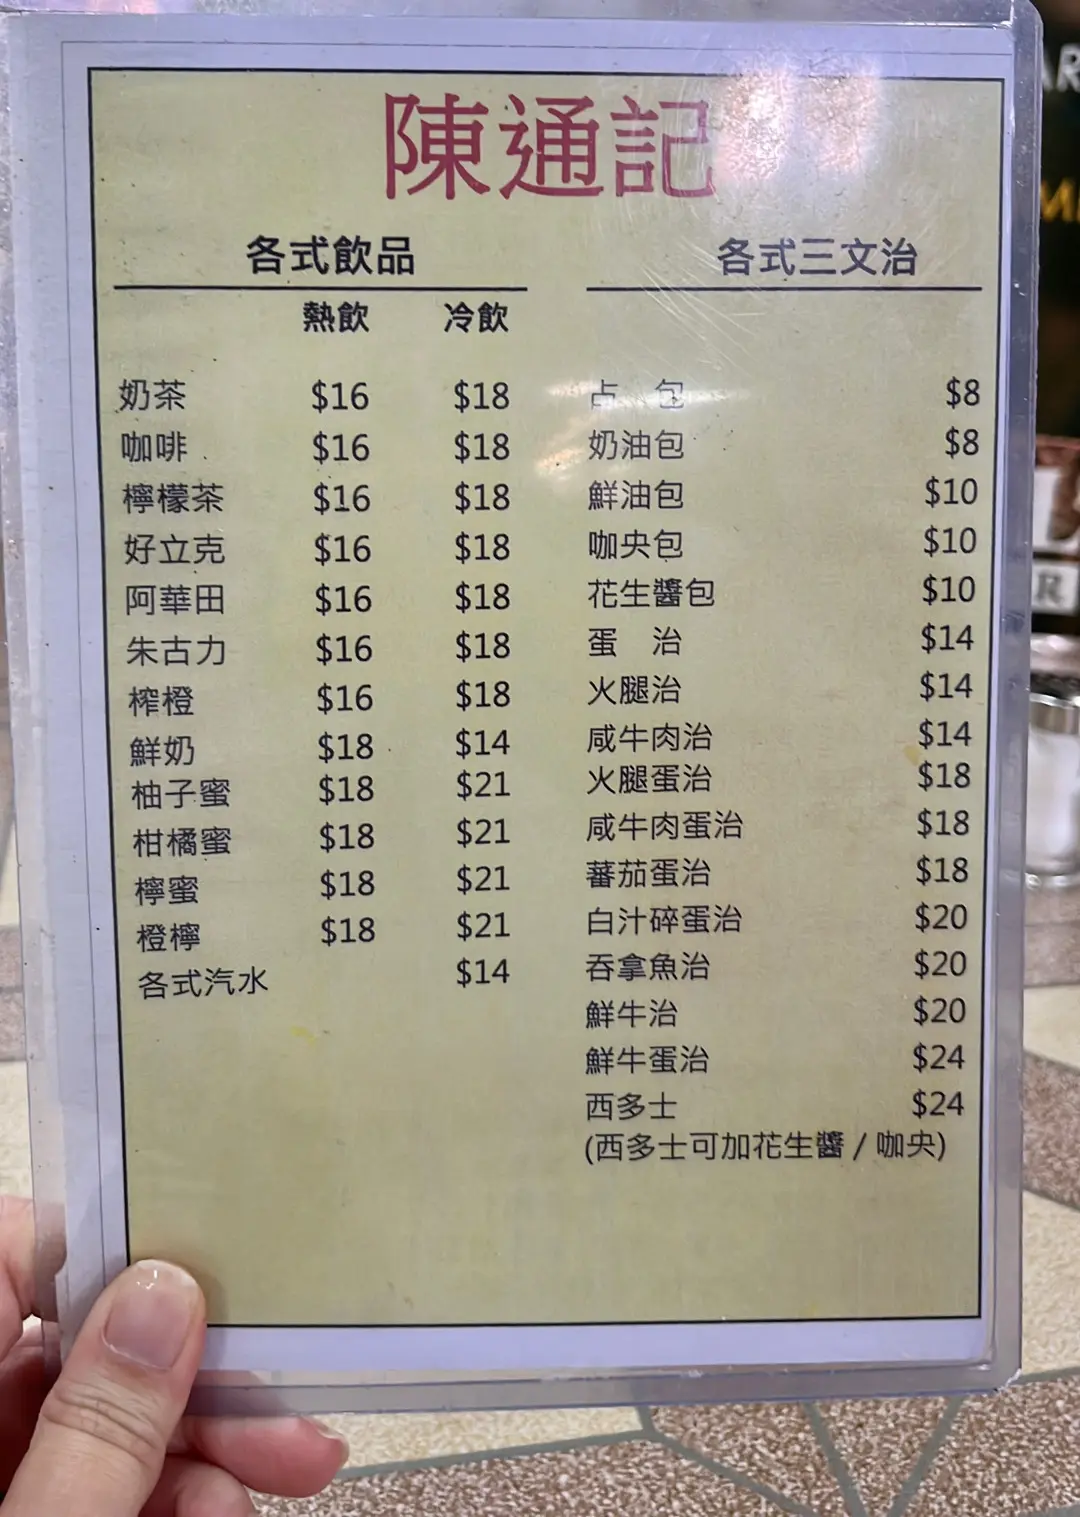 陳通記
各式飲品
熱飲 冷飲
奶茶 $16 $18
咖啡 $16 $18
檸檬茶 $16 $18
好立克 $16 $18
阿華田 $16 $18
朱古力 $16 $18
榨橙 $16 $18
鮮奶 $18 $14
柚子蜜 $18 $21
柑橘蜜 $18 $21
檸蜜 $18 $21
橙檸 $18 $21
各式汽水 $14
各式三文治
占 包 $8
奶油包 $8
鮮油包 $10
咖央包 $10
花生醬包 $10
蛋 治 $14
火腿治 $14
咸牛肉治 $14
火腿蛋治 $18
咸牛肉蛋治 $18
蕃茄蛋治 $18
白汁碎蛋治 $20
吞拿魚治 $20
鮮牛治 $20
鮮牛蛋治 $24
西多士 $24
(西多士可加花生醬 / 咖央)